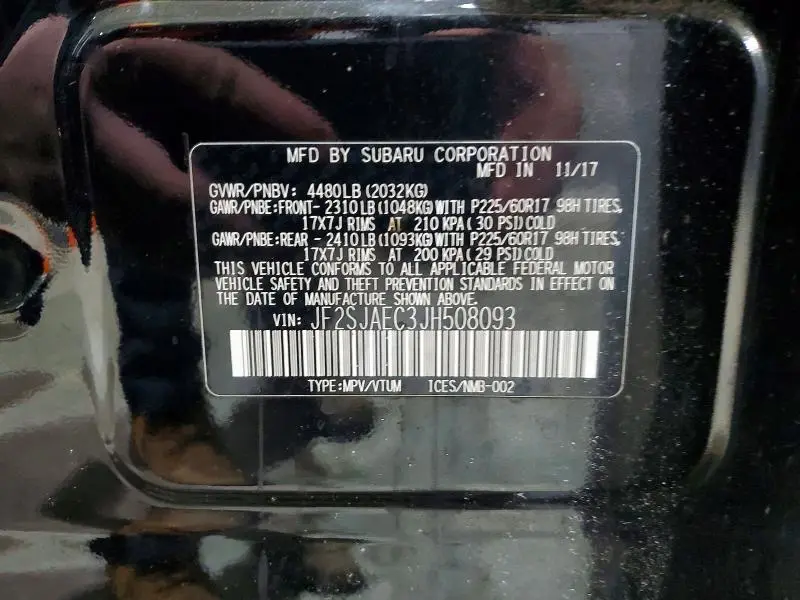 MFD BY SUBARU CORPORATION
MFD IN 11/17
GVWR/PNBV: 4480LB (2032KG)
GAWR/PNBE:FRONT- 2310LB (1048KG) WITH P225/60R17 98H TIRES,
17X7J RIMS AT 210 KPA ( 30 PSI) COLD
GAWR/PNBE:REAR - 2410LB (1093KG) WITH P225/60R17 98H TIRES,
17X7J RIMS AT 200 KPA ( 29 PSI) COLD
THIS VEHICLE CONFORMS TO ALL APPLICABLE FEDERAL MOTOR
VEHICLE SAFETY AND THEFT PREVENTION STANDARDS IN EFFECT ON
THE DATE OF MANUFACTURE SHOWN ABOVE.
VIN: JF2SJAEC3JH508093
TYPE:MPV/VTUM ICES/NMB-002